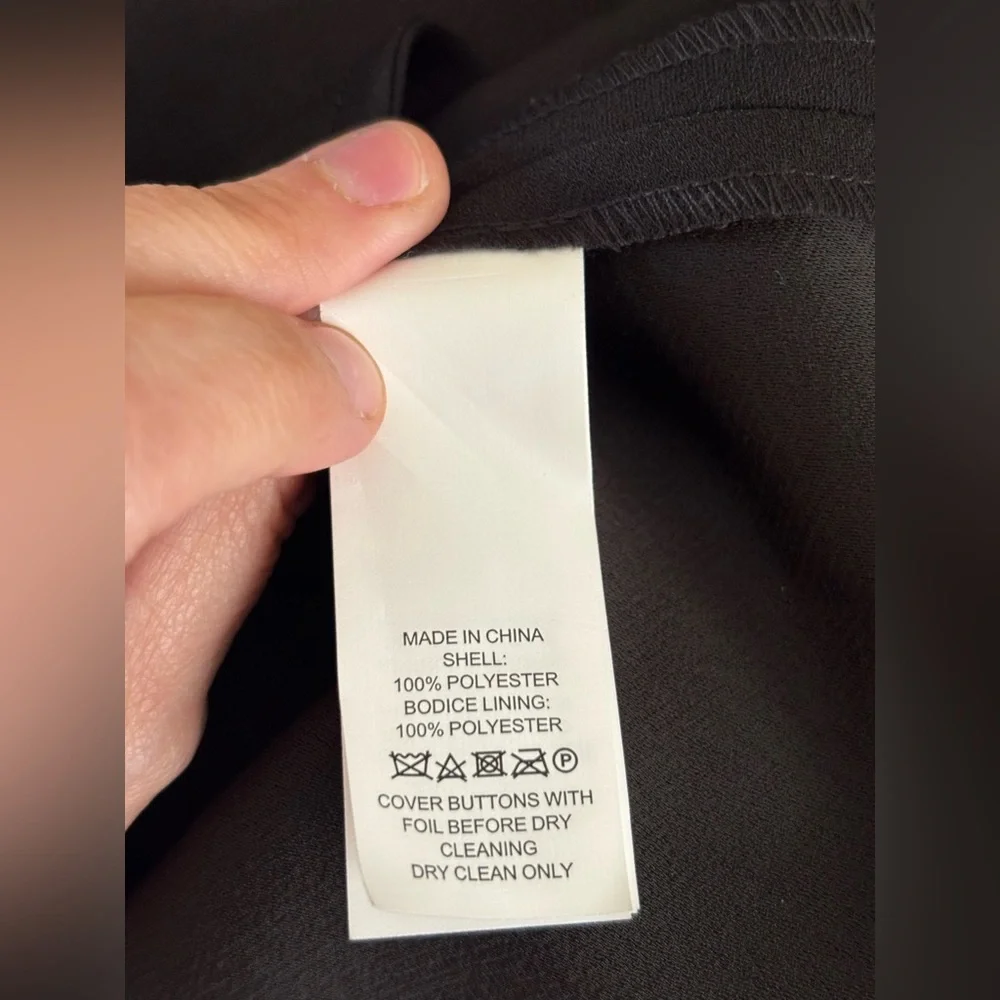 MADE IN CHINA
SHELL:
100% POLYESTER
BODICE LINING:
100% POLYESTER
P
COVER BUTTONS WITH
FOIL BEFORE DRY
CLEANING
DRY CLEAN ONLY